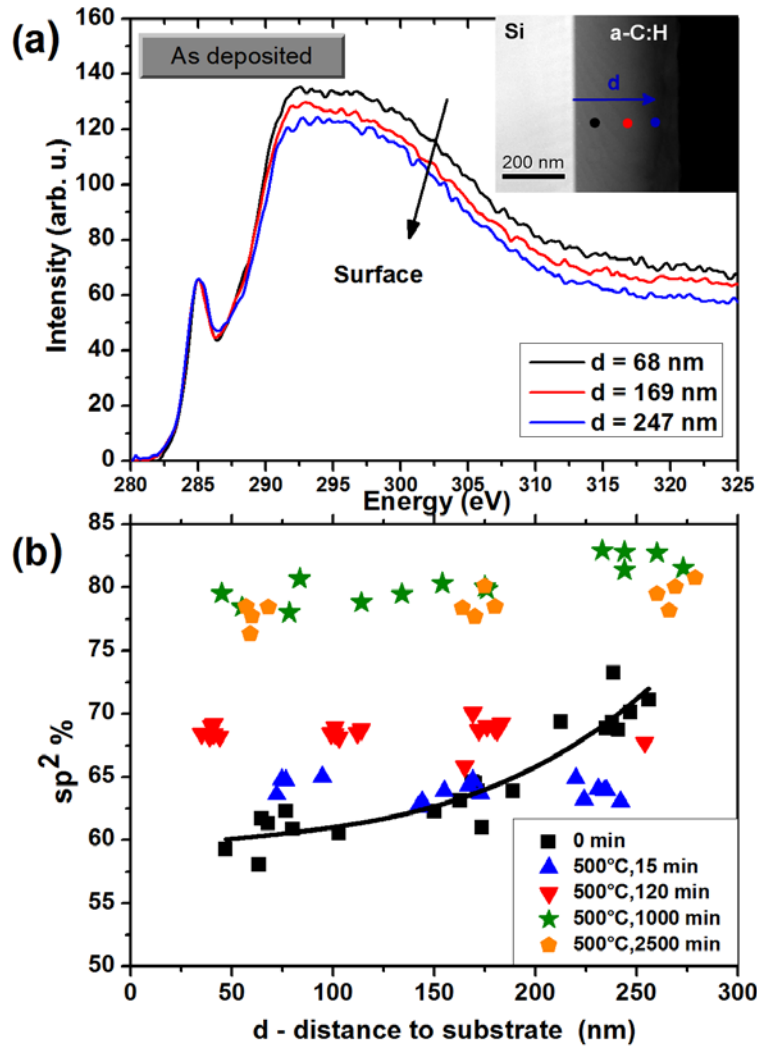 (a)
160
140
120
100
80
60
40
20
0
Intensity (arb. u.)
As deposited
Si
a-C:H
d
200 nm
Surface
d = 68 nm
d = 169 nm
d = 247 nm
280 285 290 295 300 305 310 315 320 325
Energy (eV)
(b)
85
80
75
70
65
60
55
50
sp² %
0 min
500°C,15 min
500°C,120 min
500°C,1000 min
500°C,2500 min
0 50 100 150 200 250 300
d - distance to substrate (nm)